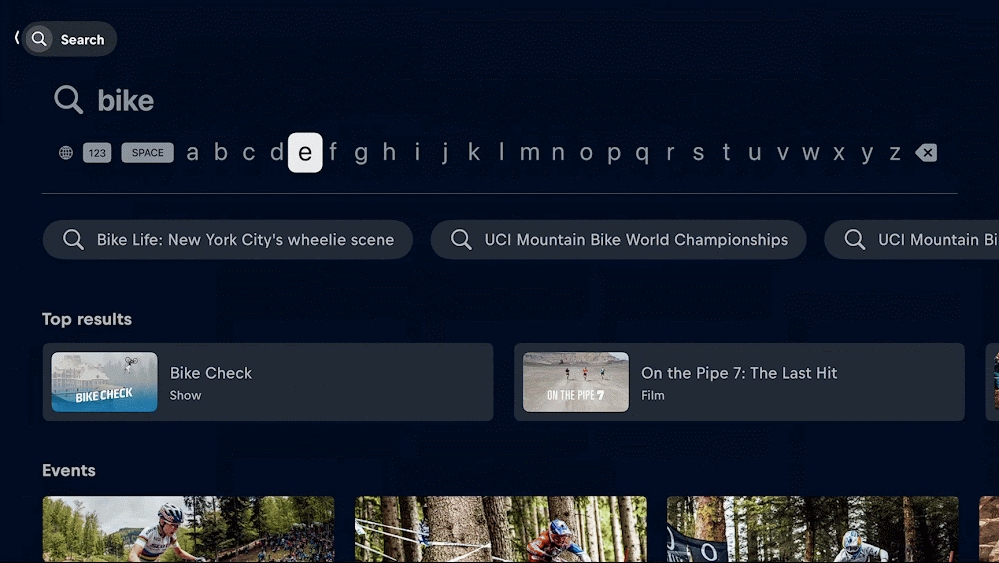 Search
bike
123 SPACE a b c d e f g h i j k l m n o p q r s t u v w x y z
Bike Life: New York City's wheelie scene UCI Mountain Bike World Championships UCI Mountain Bi
Top results
BIKE CHECK
Bike Check
Show
ON THE PIPE 7
On the Pipe 7: The Last Hit
Film
Events